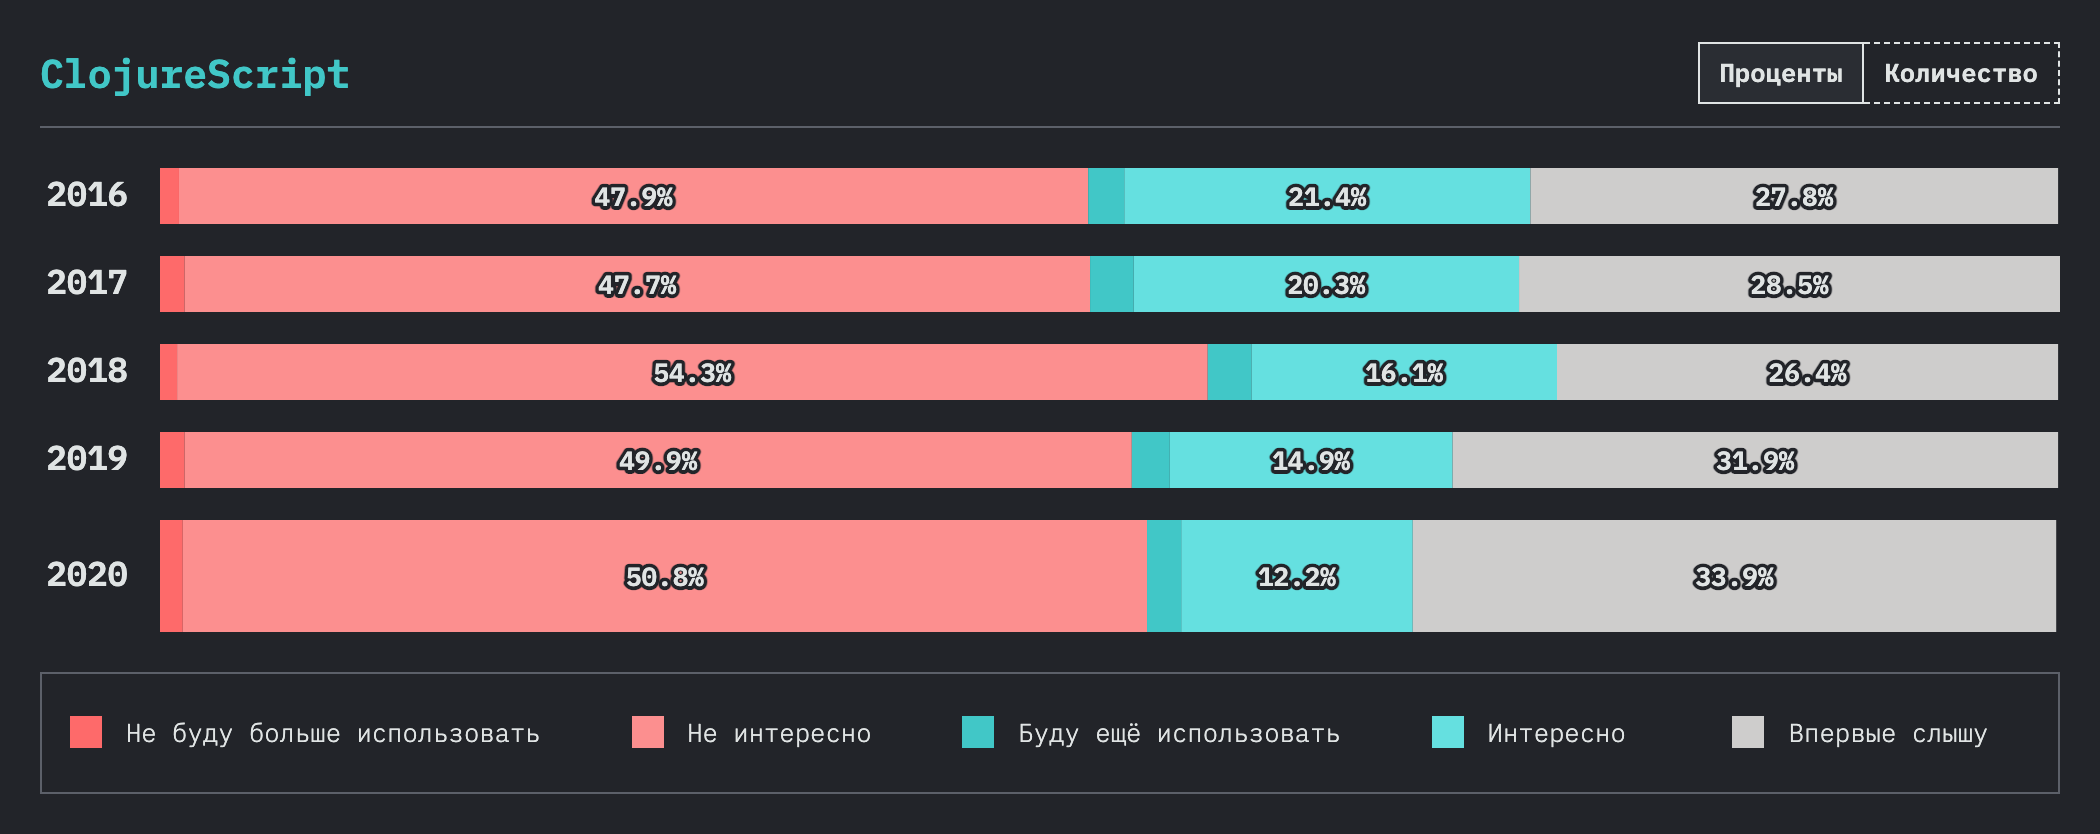 ClojureScript
Проценты Количество
2016 47.9% 21.4% 27.8%
2017 47.7% 20.3% 28.5%
2018 54.3% 16.1% 26.4%
2019 49.9% 14.9% 31.9%
2020 50.8% 12.2% 33.9%
Не буду больше использовать Не интересно Буду ещё использовать Интересно Впервые слышу